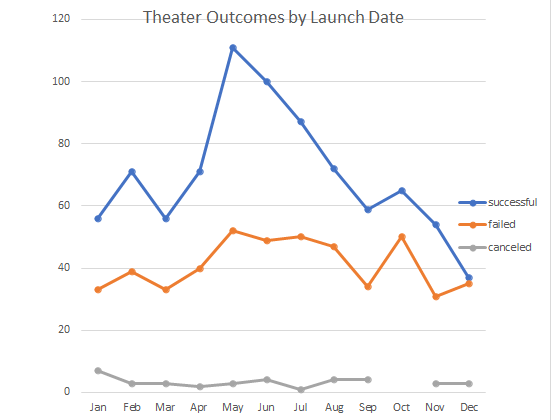 Theater Outcomes by Launch Date
120
100
80
60
40
20
0
Jan Feb Mar Apr May Jun Jul Aug Sep Oct Nov Dec
successful
failed
canceled